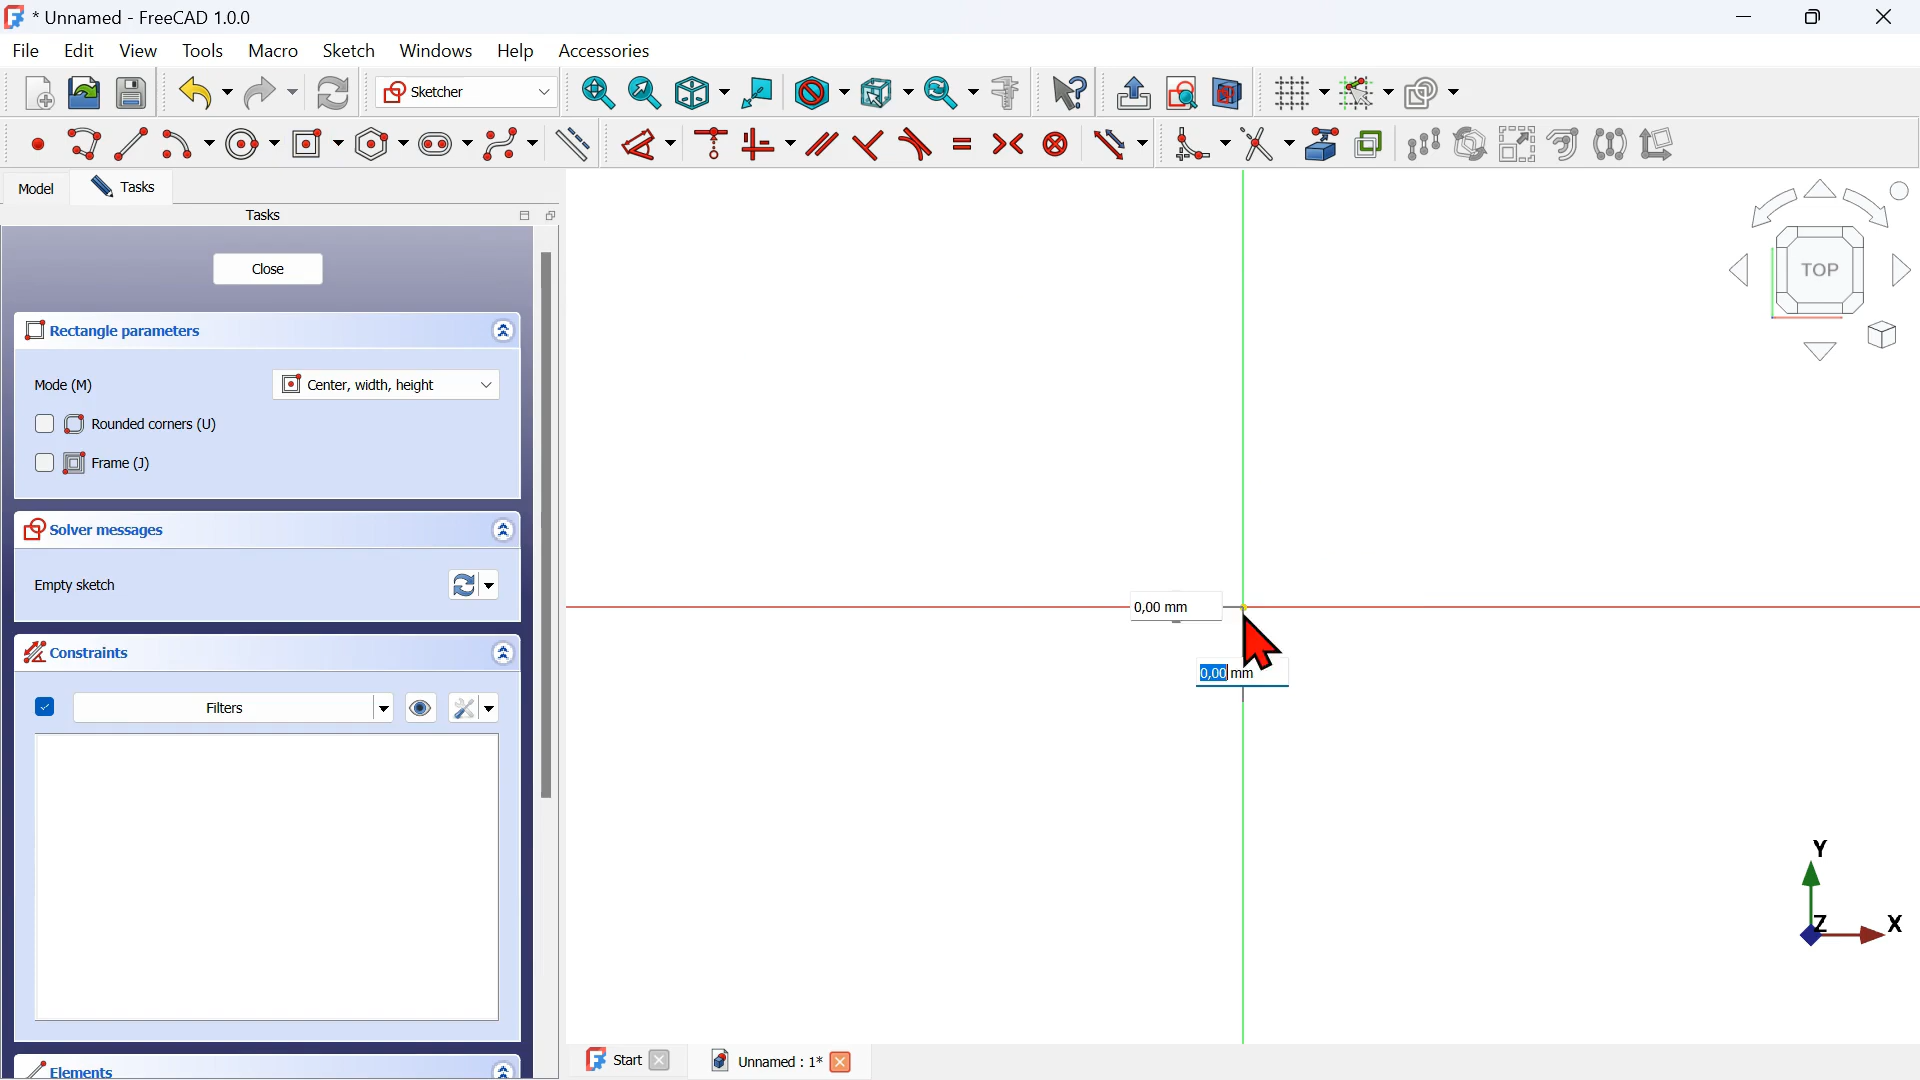 * Unnamed - FreeCAD 1.0.0
File Edit View Tools Macro Sketch Windows Help Accessories
Sketcher
Model Tasks
Tasks
Close
Rectangle parameters
Mode (M) Center, width, height
Rounded corners (U)
Frame (J)
Solver messages
Empty sketch
Constraints
Filters
Elements
TOP
0,00 mm
0,00 mm
Y
Z X
Start Unnamed : 1*